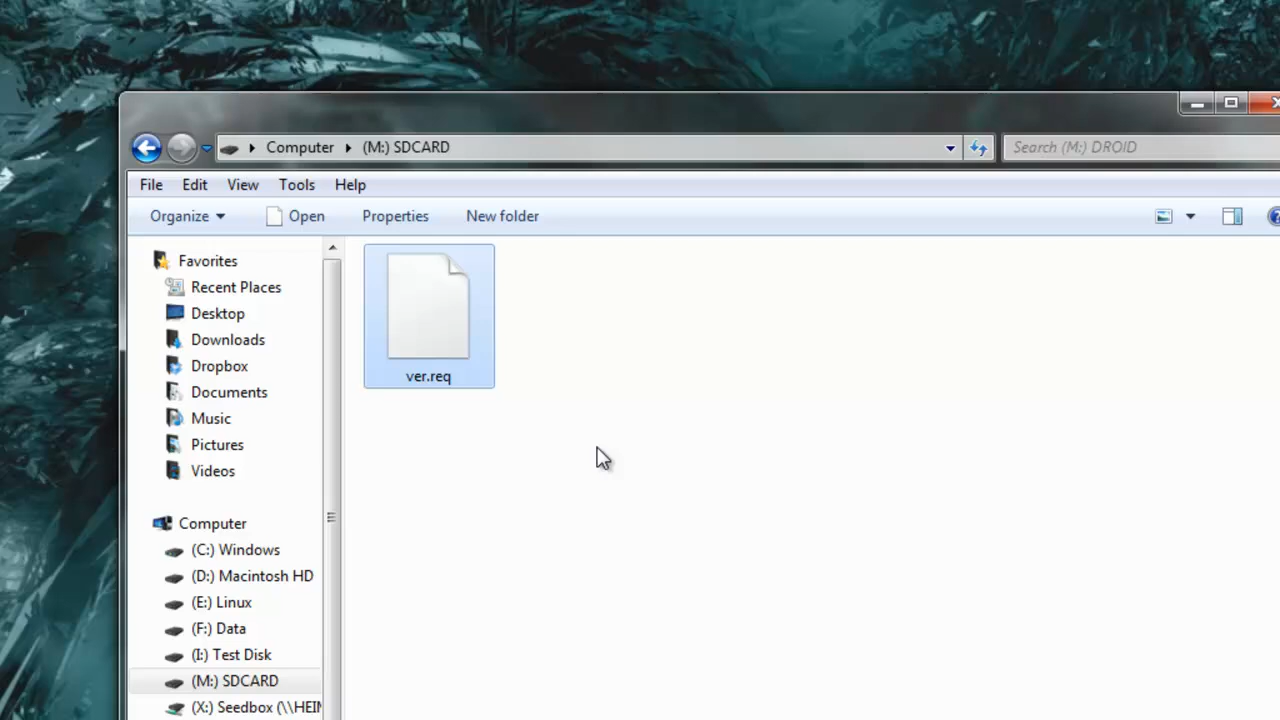 Computer (M:) SDCARD
Search (M:) DROID
File Edit View Tools Help
Organize Open Properties New folder
Favorites
Recent Places
Desktop
Downloads
Dropbox
Documents
Music
Pictures
Videos
Computer
(C:) Windows
(D:) Macintosh HD
(E:) Linux
(F:) Data
(I:) Test Disk
(M:) SDCARD
(X:) Seedbox (\\HEIN
ver.req